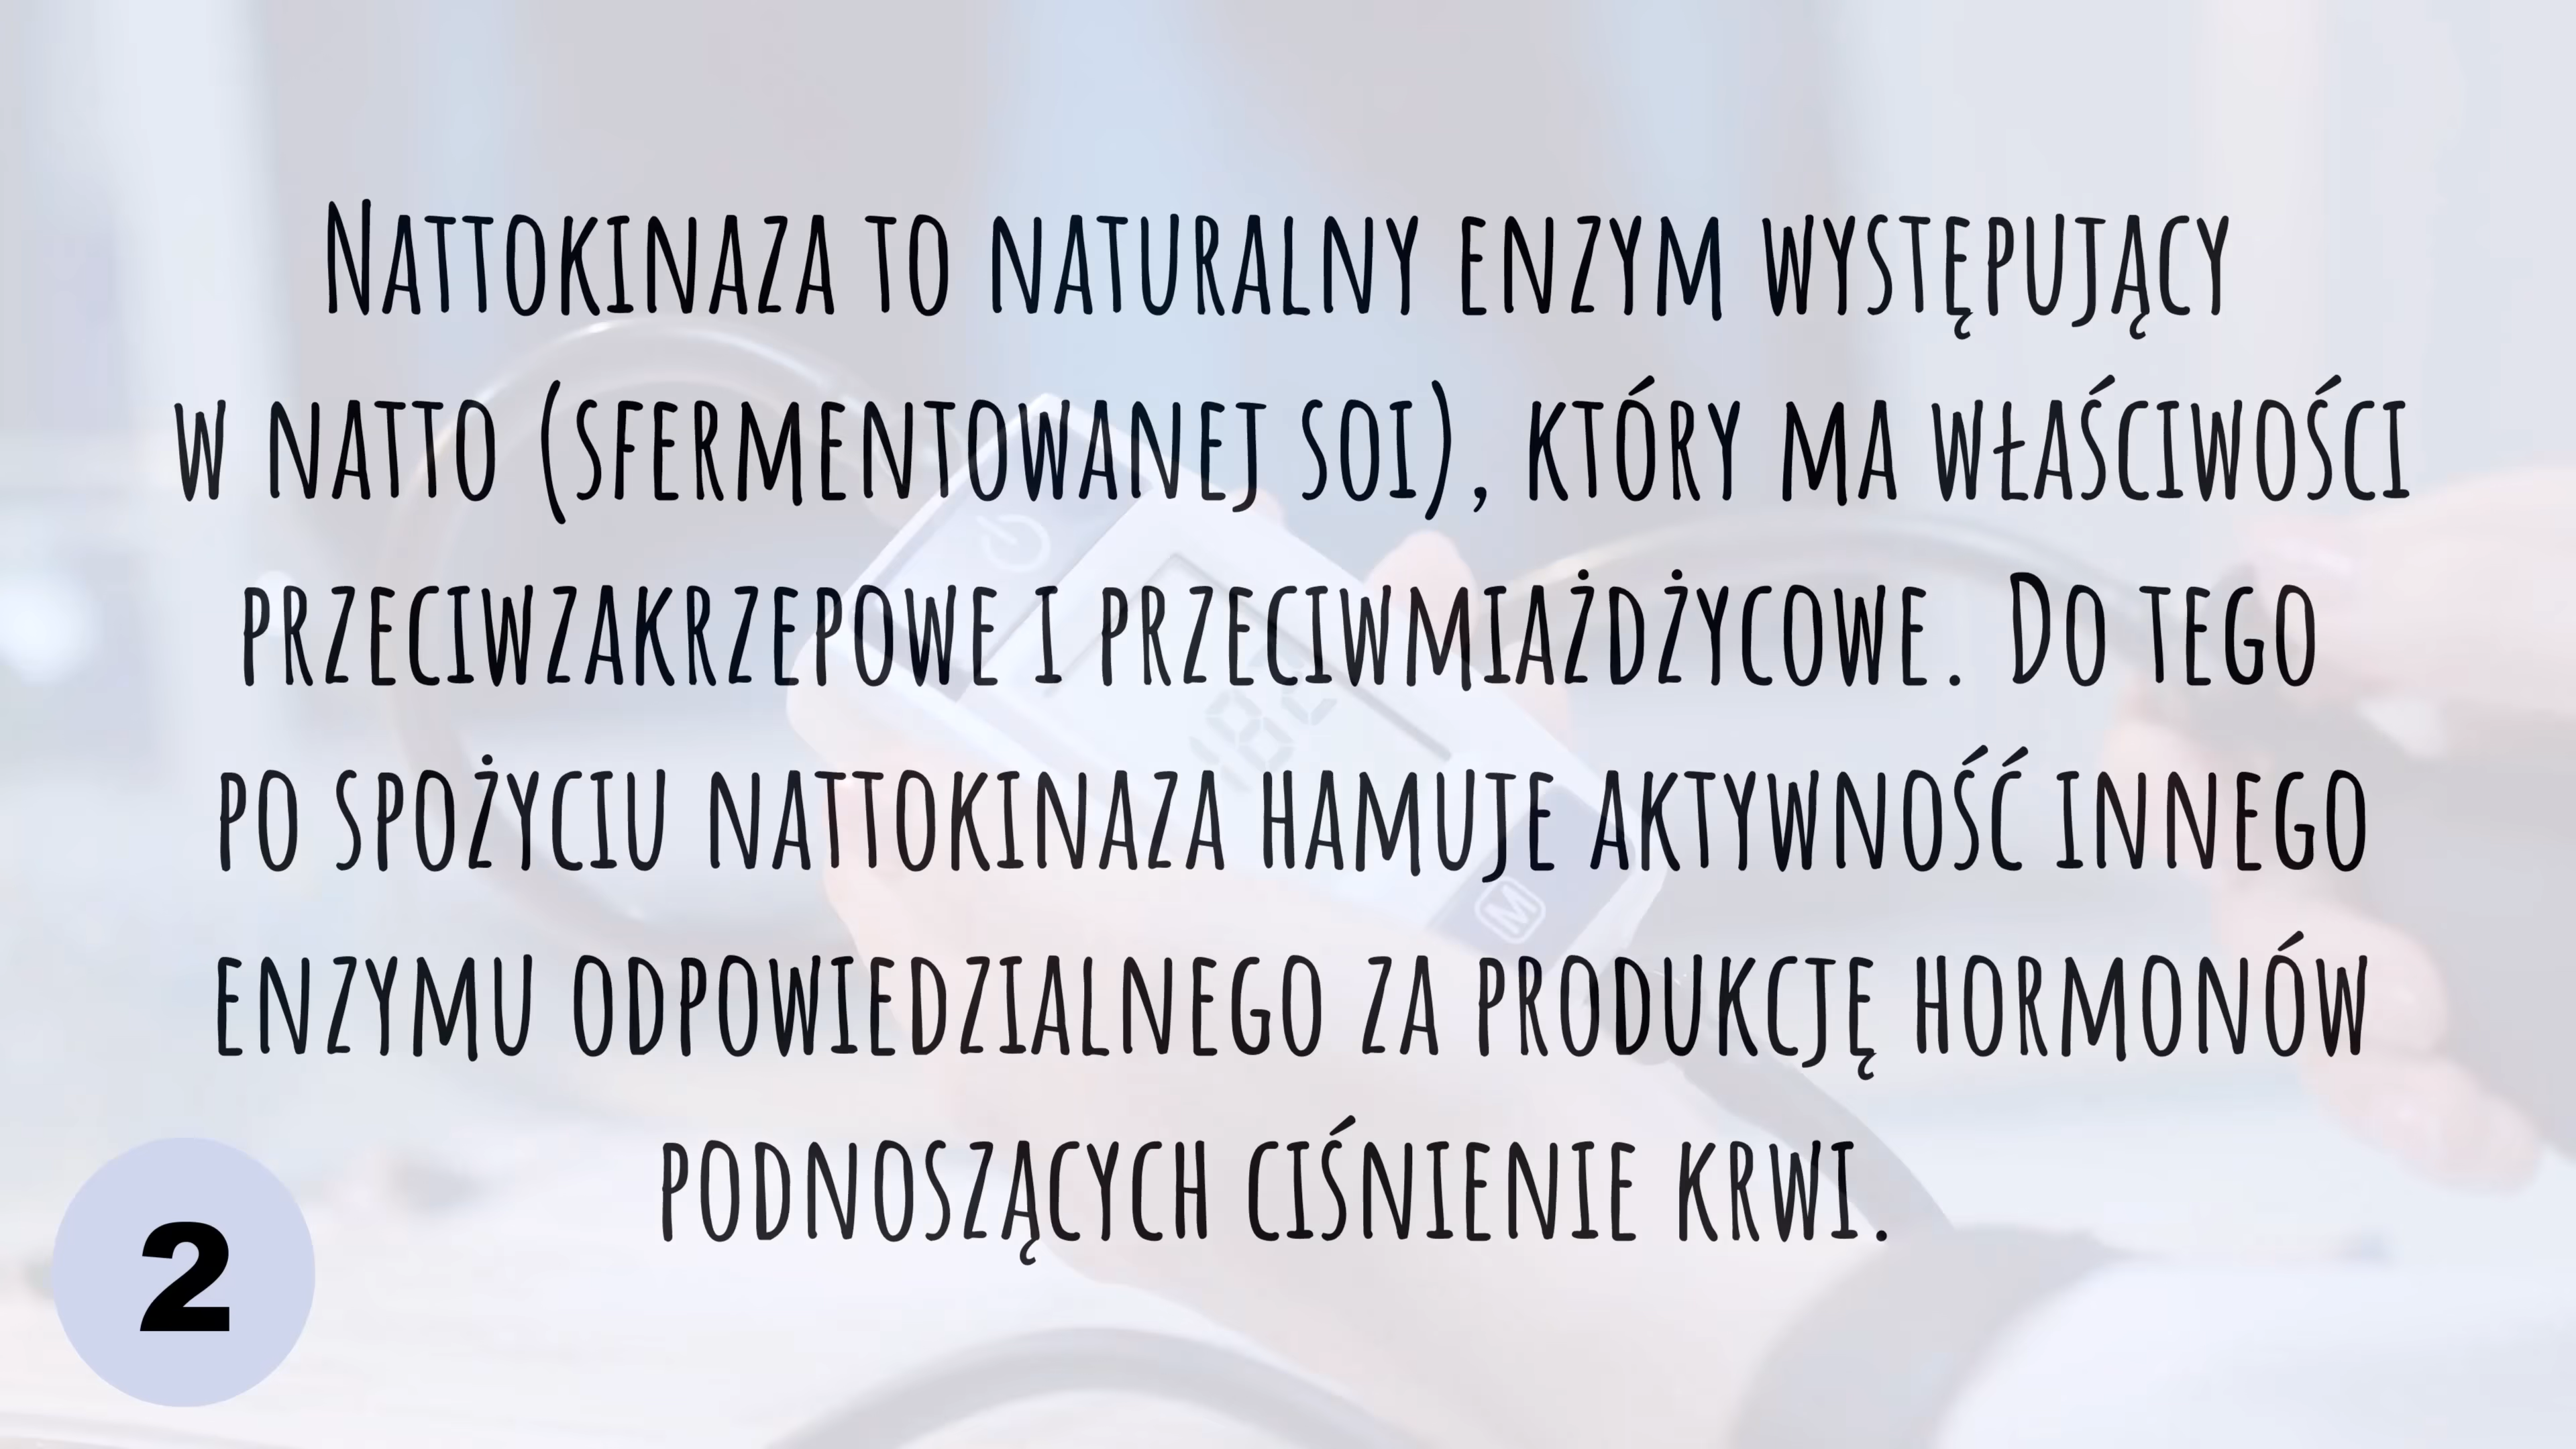 Nattokinaza to naturalny enzym występujący
w natto (sfermentowanej soi), który ma właściwości
przeciwzakrzepowe i przeciwmiażdżycowe. Do tego
po spożyciu nattokinaza hamuje aktywność innego
enzymu odpowiedzialnego za produkcję hormonów
podnoszących ciśnienie krwi.
182
M
2